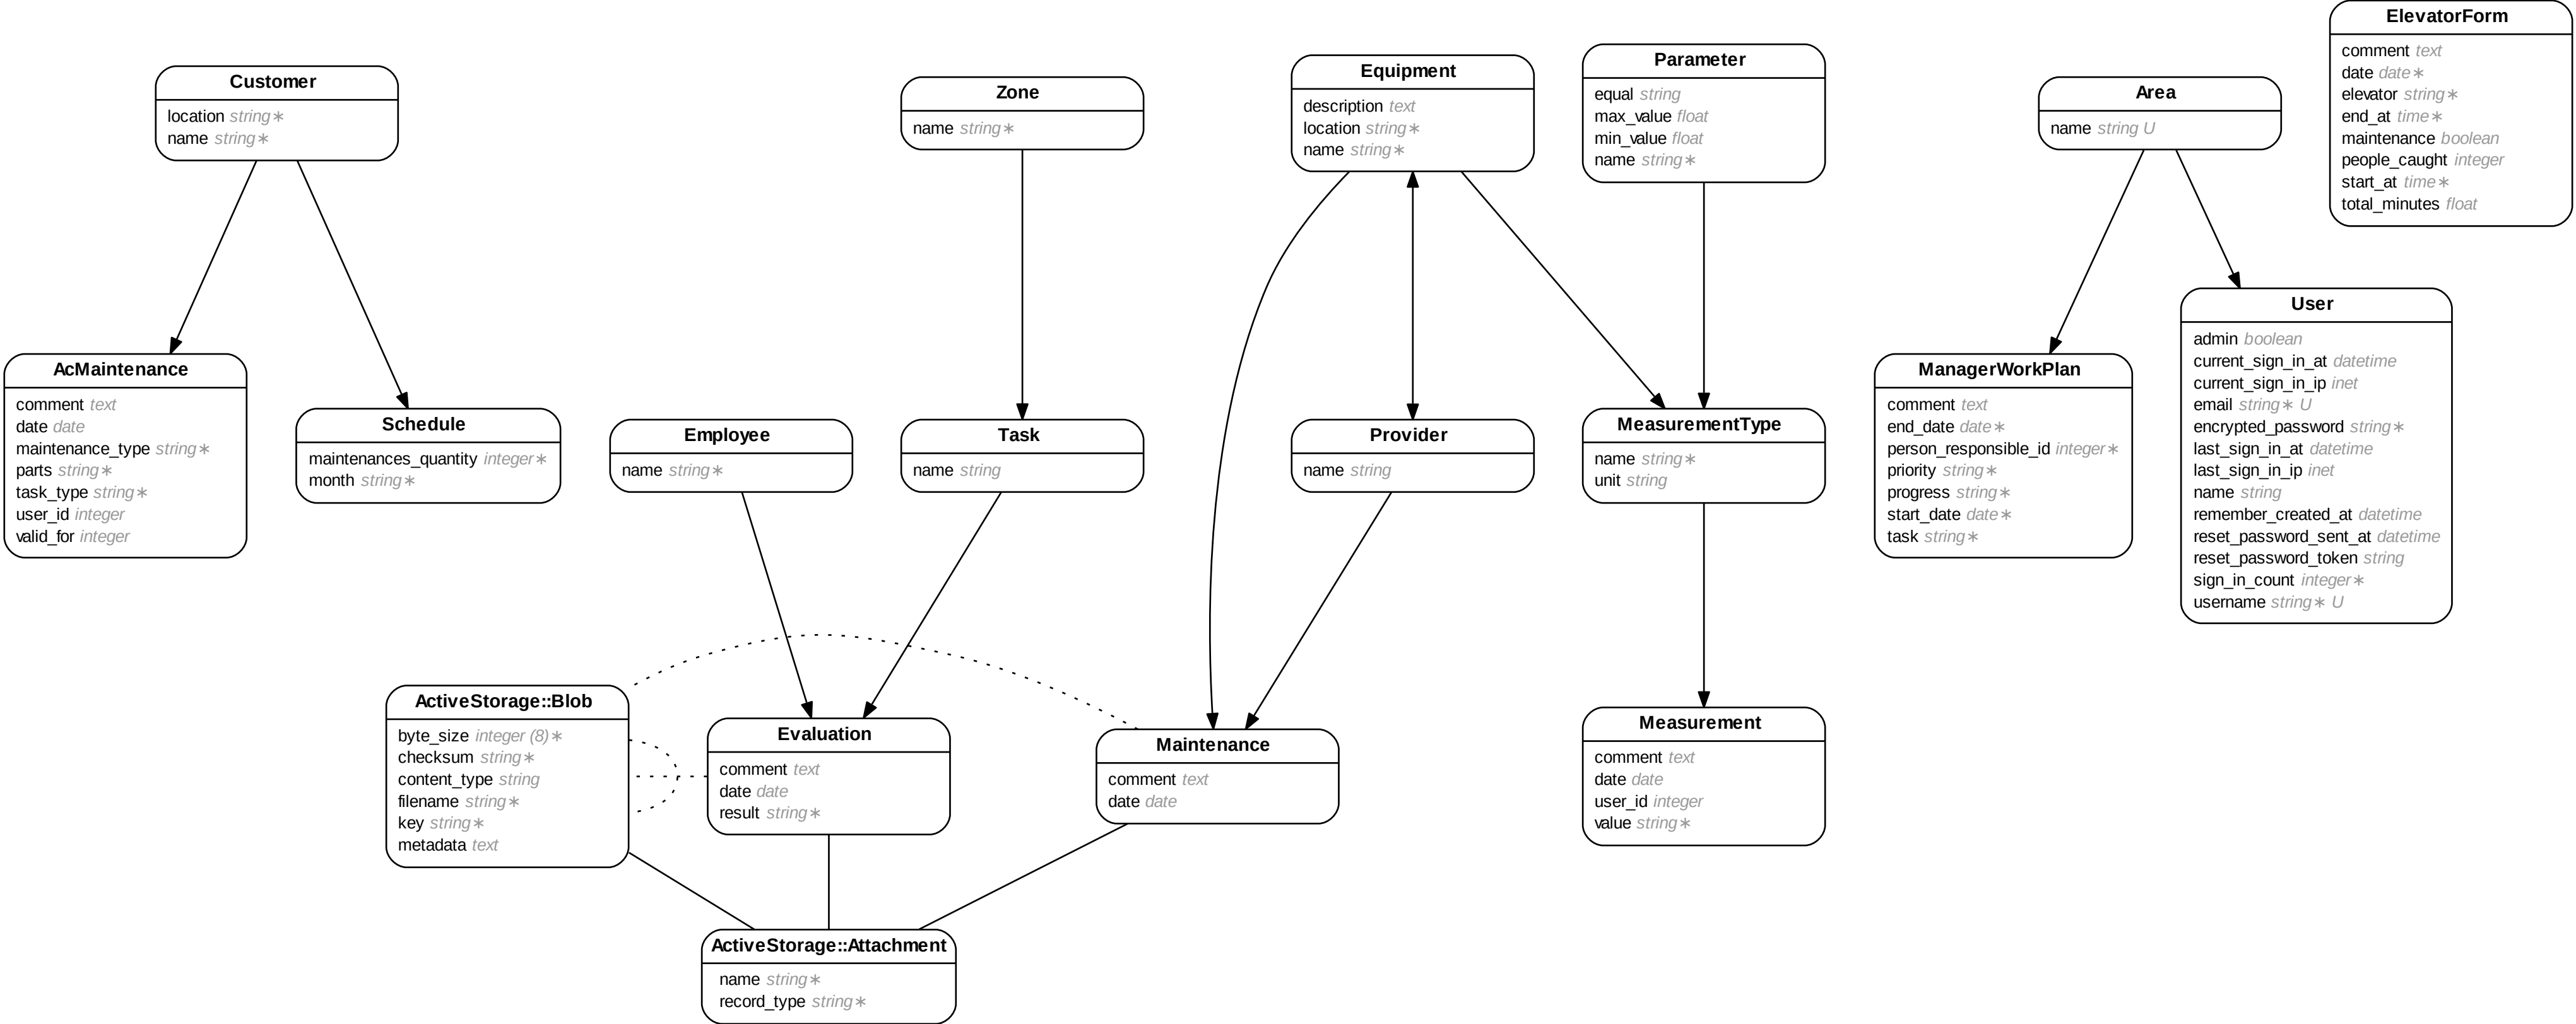 ElevatorForm
comment text
date date∗
elevator string∗
end_at time∗
maintenance boolean
people_caught integer
start_at time∗
total_minutes float
Customer
location string∗
name string∗
Zone
name string∗
Equipment
description text
location string∗
name string∗
Parameter
equal string
max_value float
min_value float
name string∗
Area
name string U
AcMaintenance
comment text
date date
maintenance_type string∗
parts string∗
task_type string∗
user_id integer
valid_for integer
Schedule
maintenances_quantity integer∗
month string∗
Employee
name string∗
Task
name string
Provider
name string
MeasurementType
name string∗
unit string
ManagerWorkPlan
comment text
end_date date∗
person_responsible_id integer∗
priority string∗
progress string∗
start_date date∗
task string∗
User
admin boolean
current_sign_in_at datetime
current_sign_in_ip inet
email string∗ U
encrypted_password string∗
last_sign_in_at datetime
last_sign_in_ip inet
name string
remember_created_at datetime
reset_password_sent_at datetime
reset_password_token string
sign_in_count integer∗
username string∗ U
ActiveStorage::Blob
byte_size integer (8)∗
checksum string∗
content_type string
filename string∗
key string∗
metadata text
Evaluation
comment text
date date
result string∗
Maintenance
comment text
date date
Measurement
comment text
date date
user_id integer
value string∗
ActiveStorage::Attachment
name string∗
record_type string∗